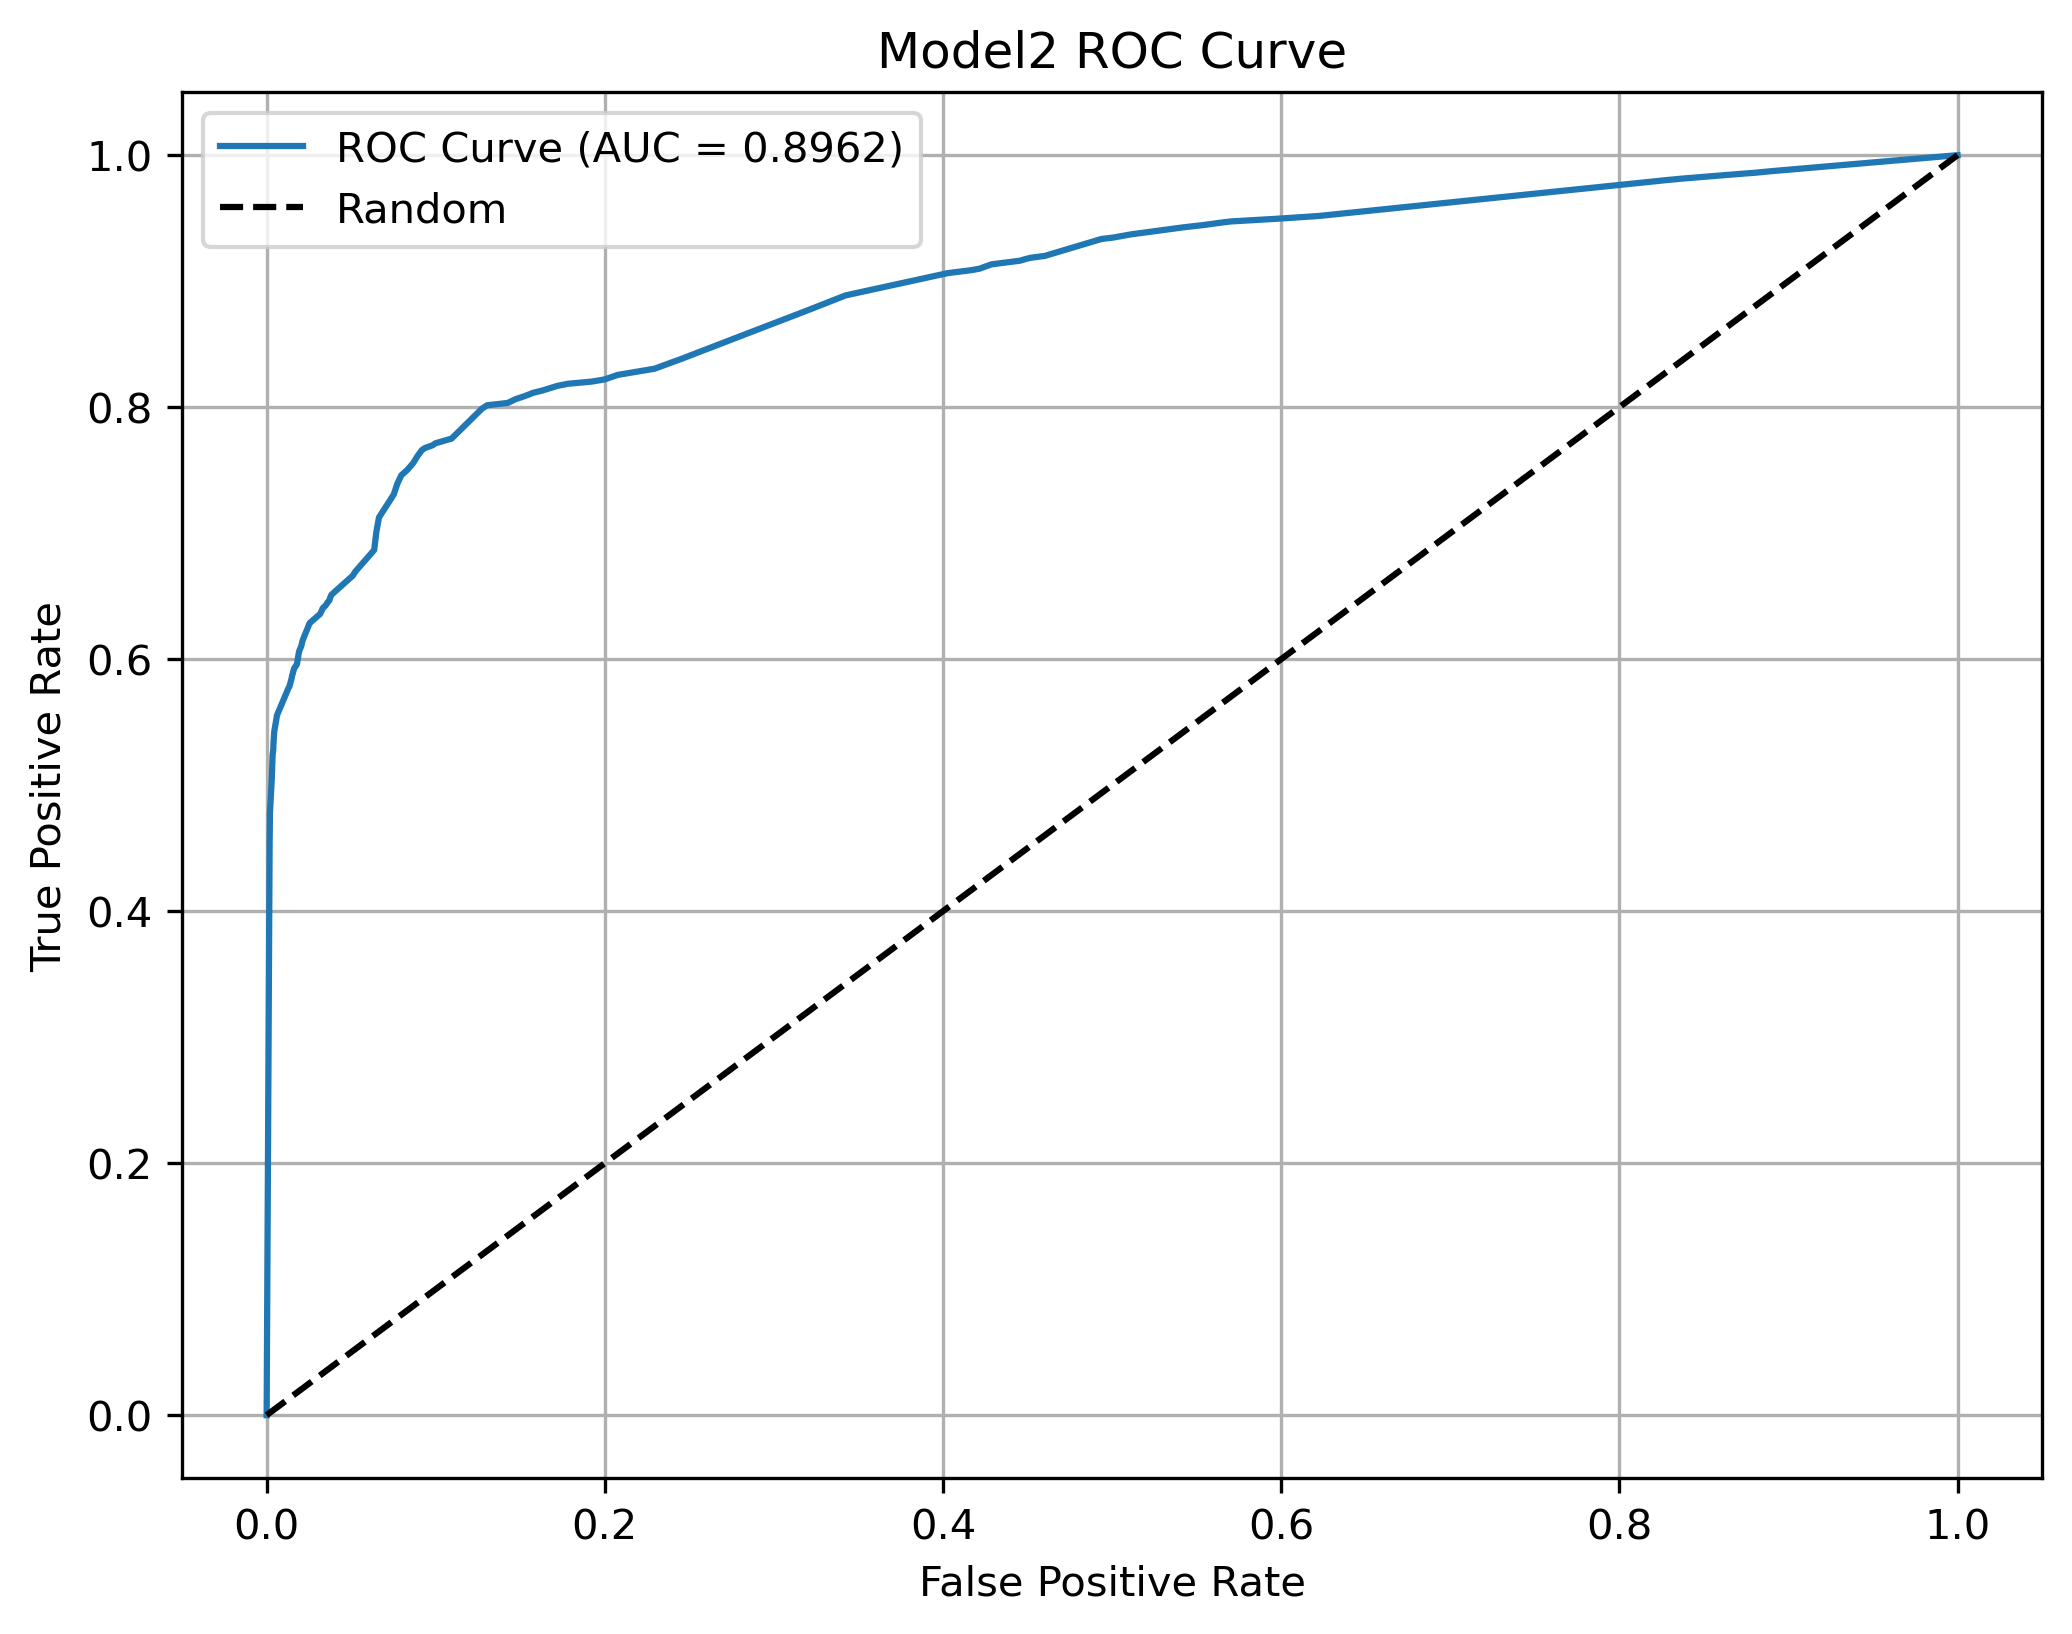 Model2 ROC Curve
ROC Curve (AUC = 0.8962)
Random
1.0
0.8
0.6
0.4
0.2
0.0
True Positive Rate
0.0 0.2 0.4 0.6 0.8 1.0
False Positive Rate